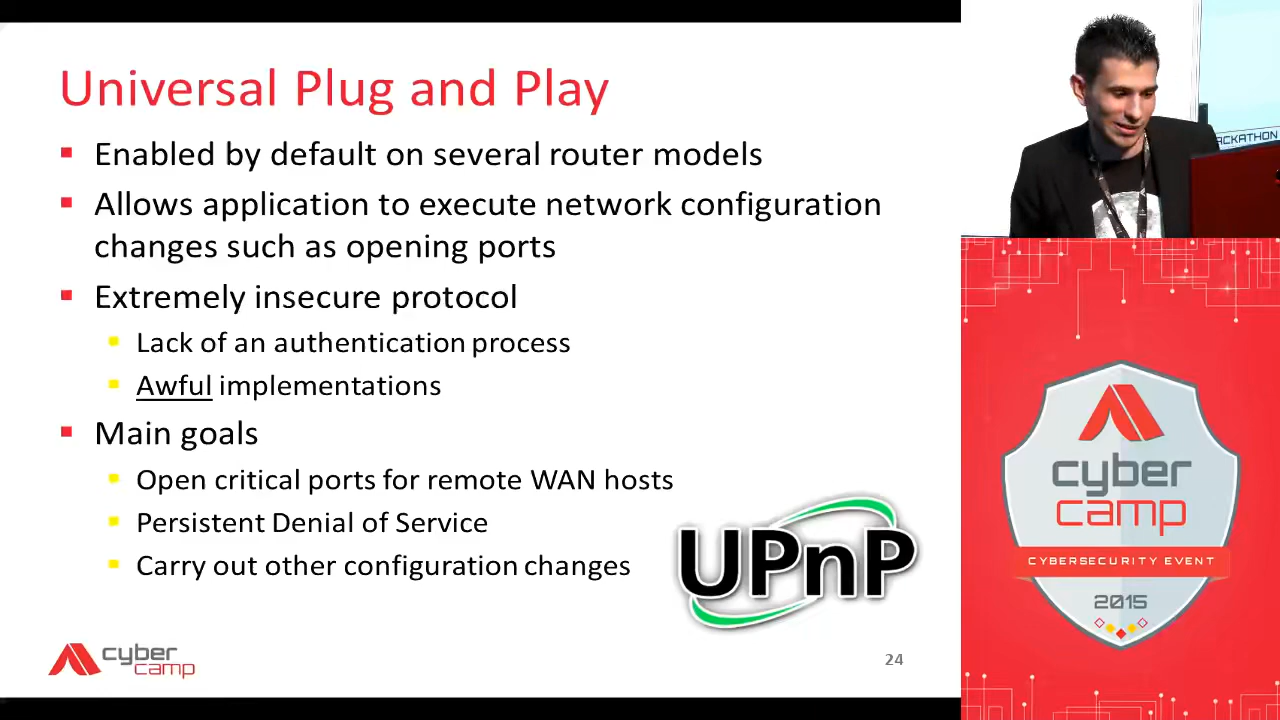 Universal Plug and Play
Enabled by default on several router models
Allows application to execute network configuration
changes such as opening ports
Extremely insecure protocol
Lack of an authentication process
Awful implementations
Main goals
Open critical ports for remote WAN hosts
Persistent Denial of Service
Carry out other configuration changes
UPnP
cyber
camp
24
ACKATHON
cyber
camp
CYBERSECURITY EVENT
2015